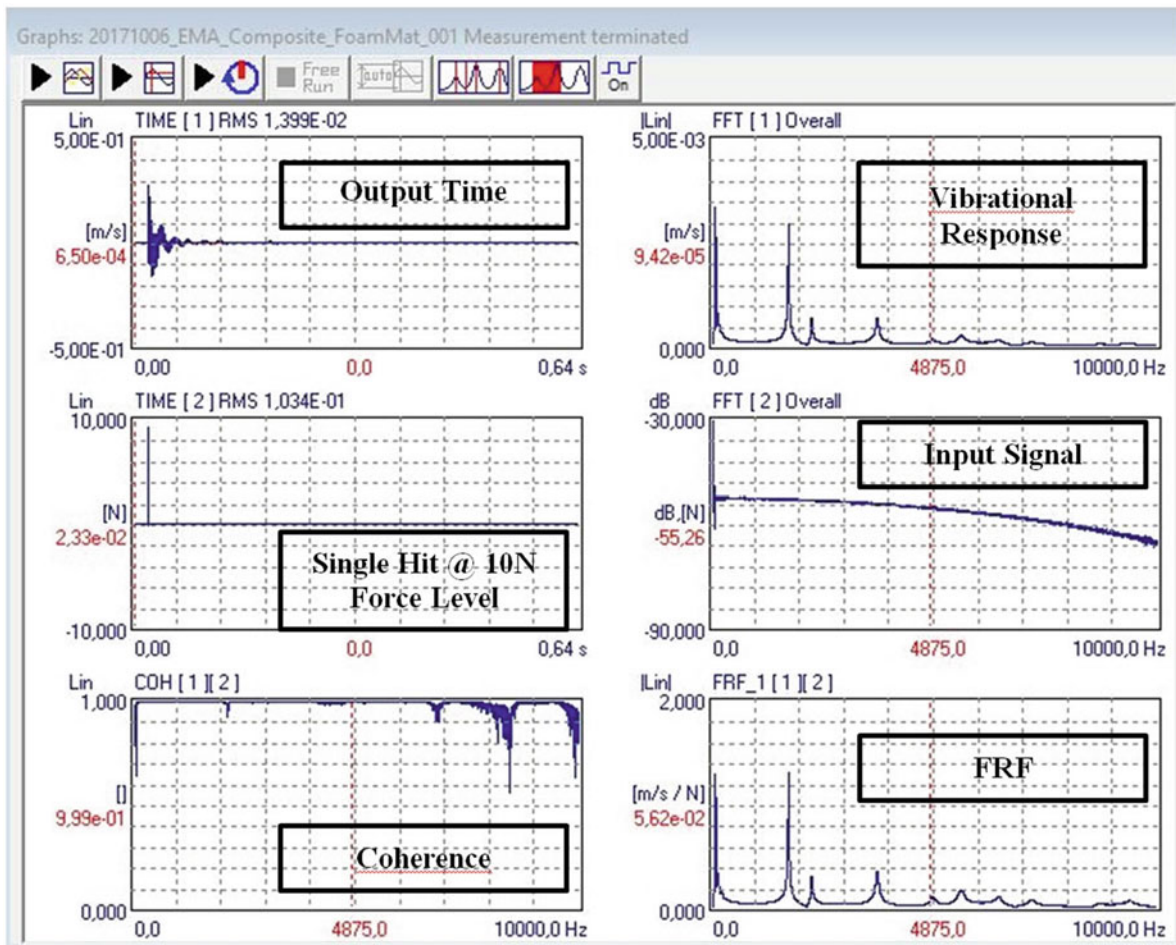 Graphs: 20171006_EMA_Composite_FoamMat_001 Measurement terminated
Free
Run
auto
On
Lin TIME [ 1 ] RMS 1,399E-02
5,00E-01
Output Time
[m/s]
6,50e-04
-5,00E-01
0,00 0,0 0,64 s
|Lin| FFT [ 1 ] Overall
5,00E-03
Vibrational
Response
[m/s]
9,42e-05
0,000
0,0 4875,0 10000,0 Hz
Lin TIME [ 2 ] RMS 1,034E-01
10,000
[N]
2,33e-02
Single Hit @ 10N
Force Level
-10,000
0,00 0,0 0,64 s
dB FFT [ 2 ] Overall
-30,000
Input Signal
dB,[N]
-55,26
-90,000
0,0 4875,0 10000,0 Hz
Lin COH [ 1 ][ 2 ]
1,000
[]
9,99e-01
Coherence
0,000
0,0 4875,0 10000,0 Hz
|Lin| FRF_1 [ 1 ][ 2 ]
2,000
FRF
[m/s / N]
5,62e-02
0,000
0,0 4875,0 10000,0 Hz